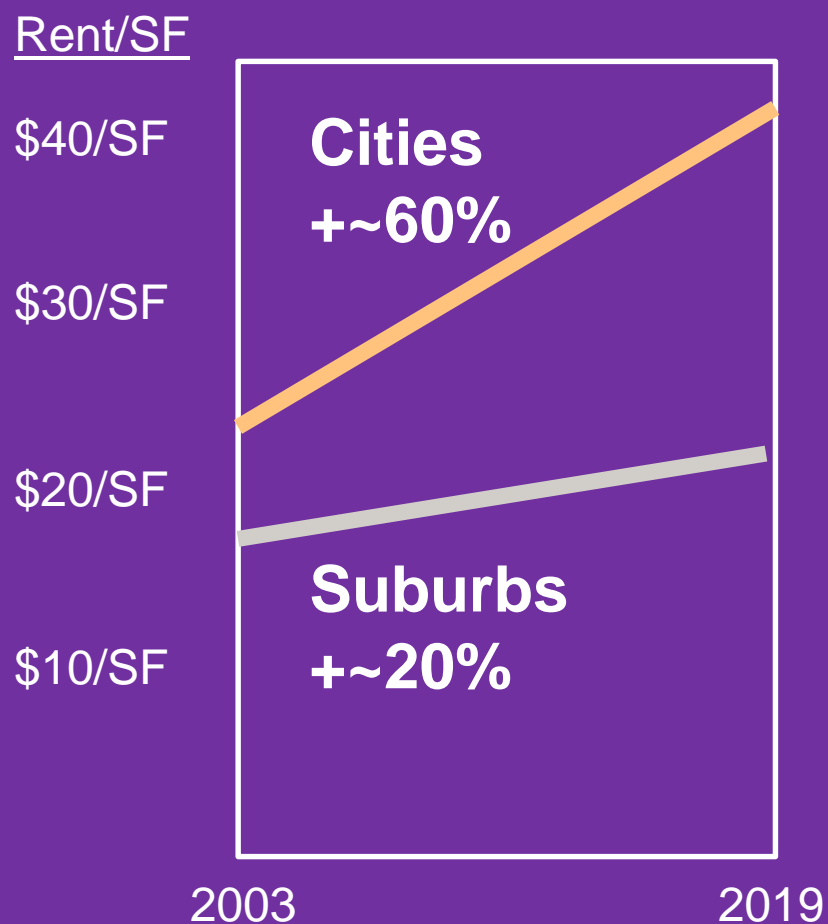 Rent/SF
$40/SF
Cities
+~60%
$30/SF
$20/SF
Suburbs
+~20%
$10/SF
2003
2019